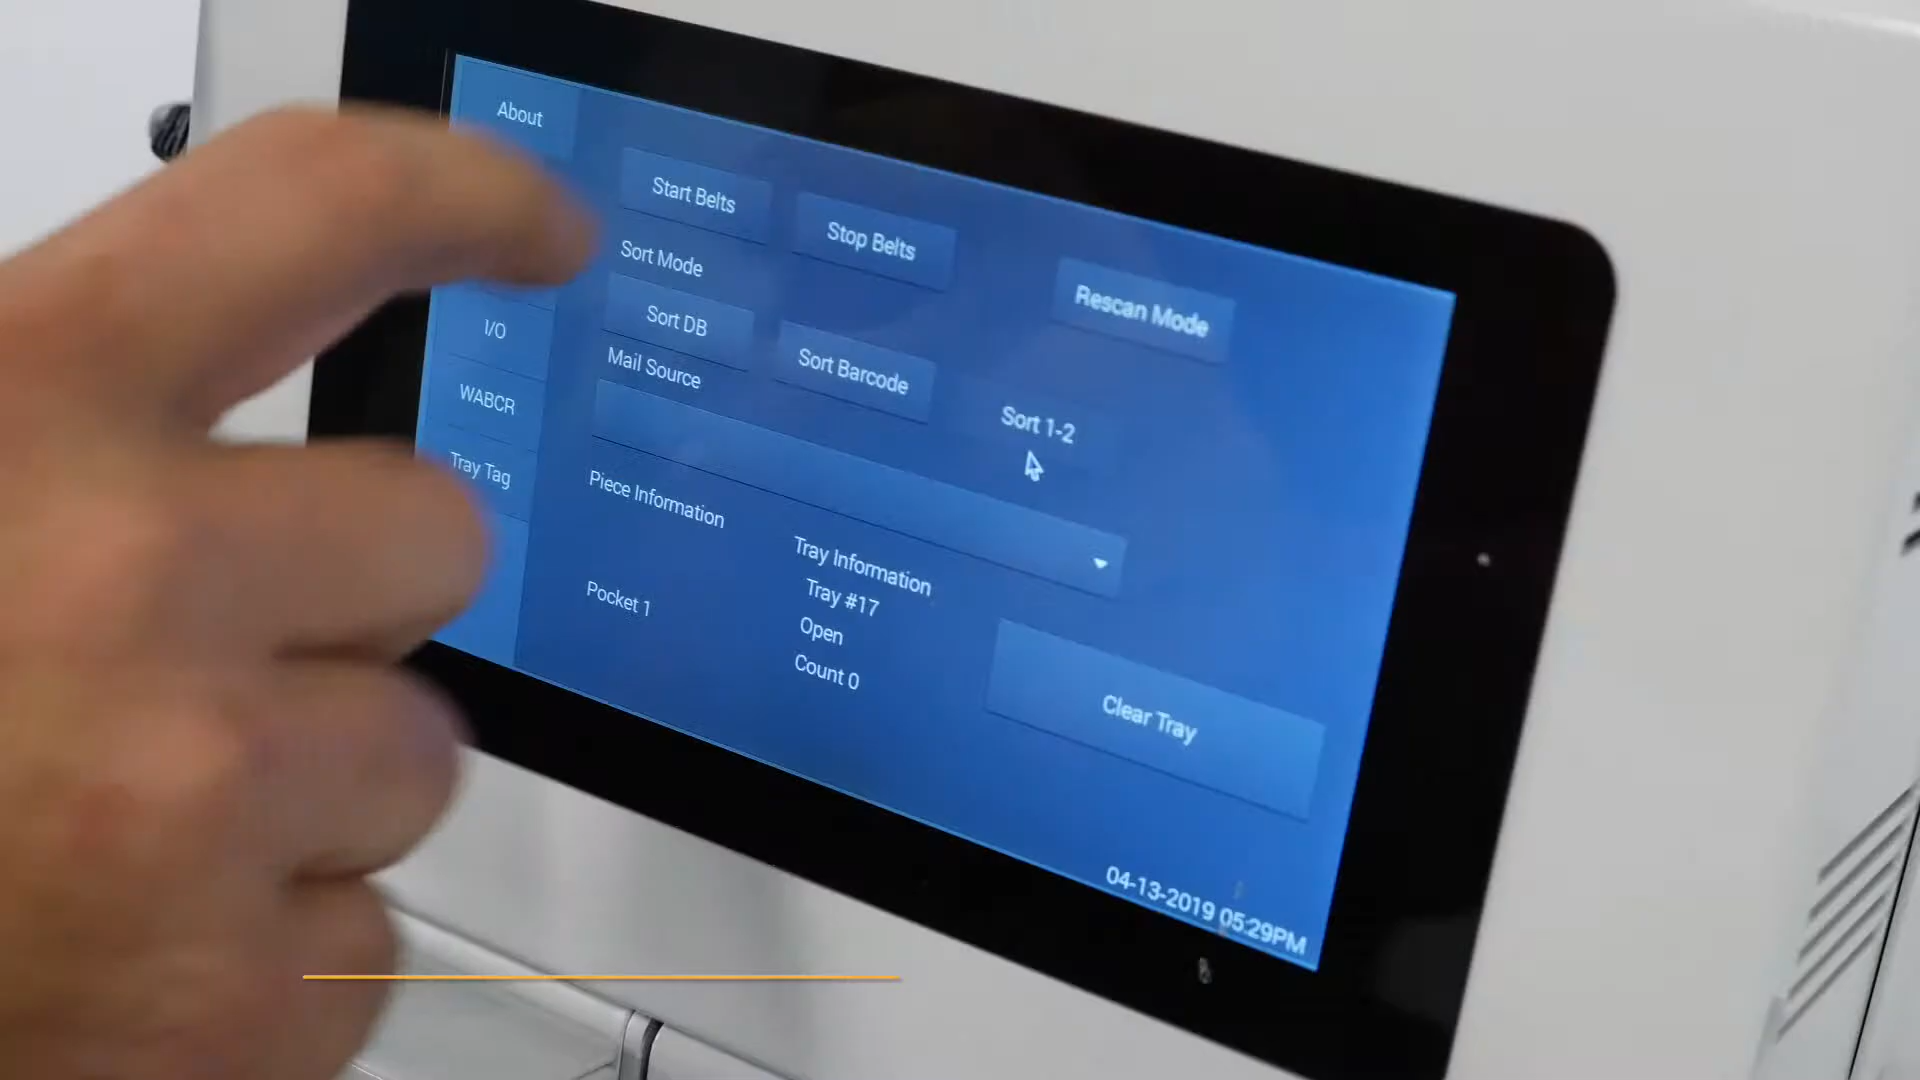 About
Start Belts
Stop Belts
Rescan Mode
Sort Mode
Sort DB
Sort Barcode
Sort 1-2
I/O
WABCR
Tray Tag
Mail Source
Piece Information
Tray Information
Tray #17
Open
Count 0
Pocket 1
Clear Tray
04-13-2019 05:29PM